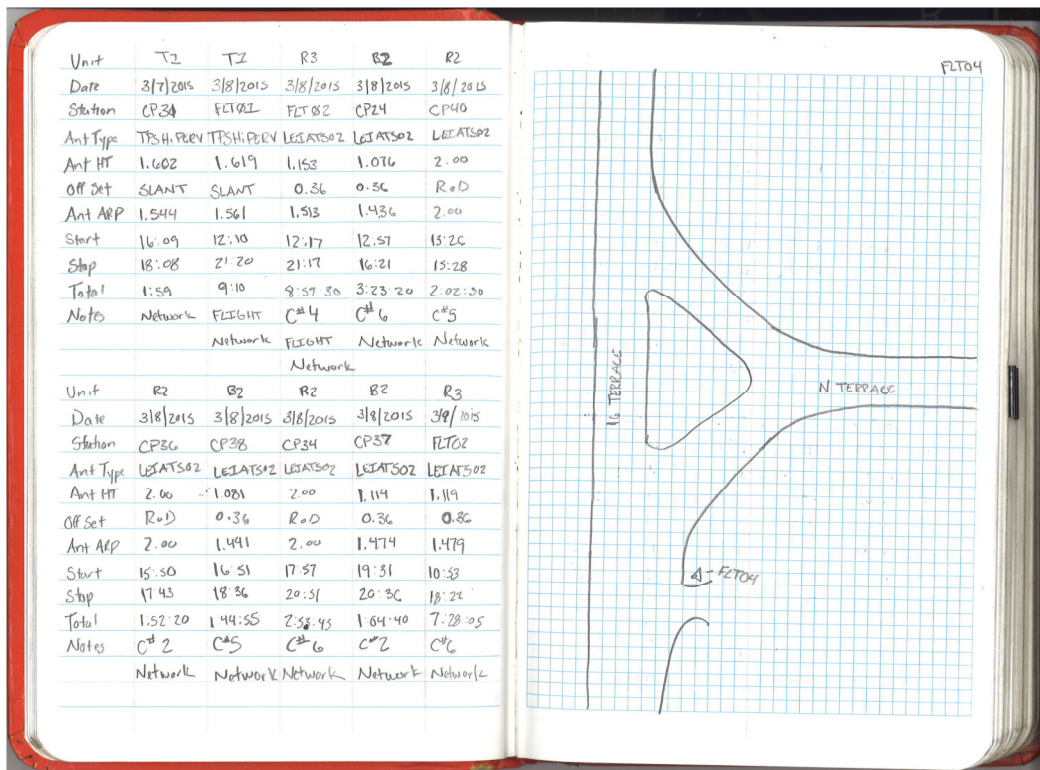 Unit T1 T1 R3 B2 R2
Date 3/7/2015 3/8/2015 3/8/2015 3/8/2015 3/8/2015
Station CP31 FLT01 FLT02 CP24 CP40
Ant Type TPSHIPERV TPSHIPERV LEIATS02 LEIATS02 LEIATS02
Ant HT 1.602 1.619 1.153 1.076 2.00
Off Set SLANT SLANT 0.36 0.36 RoD
Ant ARP 1.544 1.561 1.513 1.436 2.00
Start 16:09 12:10 12:17 12:57 13:26
Stop 18:08 21:20 21:17 16:21 15:28
Total 1:59 9:10 8:59:30 3:23:20 2:02:30
Notes Network FLIGHT C#4 C#6 C#5
Network FLIGHT Network Network
Network
Unit R2 B2 R2 B2 R3
Date 3/8/2015 3/8/2015 3/8/2015 3/8/2015 3/9/2015
Station CP36 CP38 CP34 CP37 FLT02
Ant Type LEIATS02 LEIATS02 LEIATS02 LEIATS02 LEIATS02
Ant HT 2.00 1.081 2.00 1.114 1.119
Off Set RoD 0.36 RoD 0.36 0.36
Ant ARP 2.00 1.441 2.00 1.474 1.479
Start 15:50 16:51 17:57 19:31 10:53
Stop 17:43 18:36 20:51 20:36 18:22
Total 1:52:20 1:44:55 2:53:45 1:04:40 7:28:05
Notes C#2 C#5 C#6 C#2 C#6
Network Network Network Network Network
FLT04
16 TERRACE
N TERRACE
FLT04